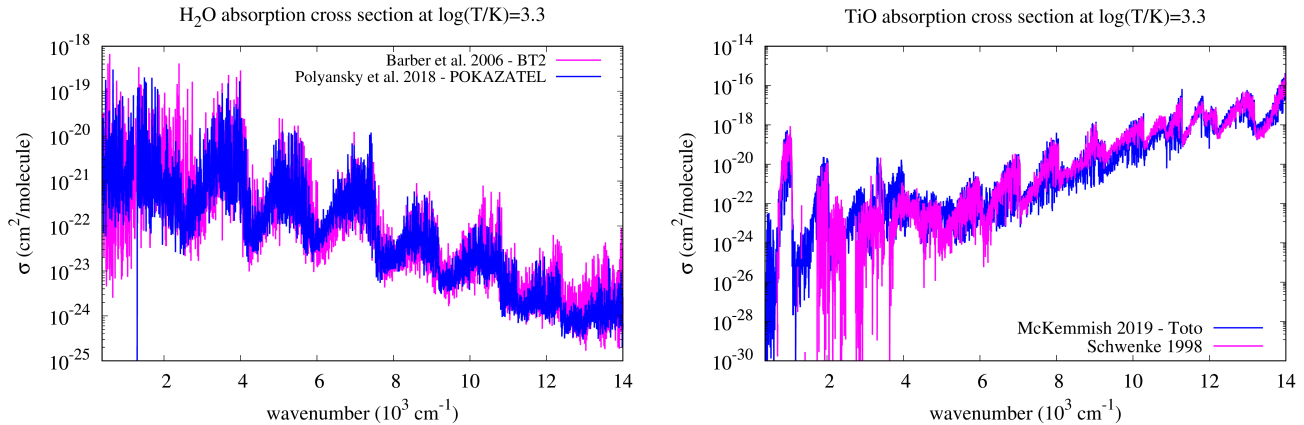 H₂O absorption cross section at log(T/K)=3.3
10⁻¹⁸
10⁻¹⁹
10⁻²⁰
10⁻²¹
10⁻²²
10⁻²³
10⁻²⁴
10⁻²⁵
σ (cm²/molecule)
Barber et al. 2006 - BT2
Polyansky et al. 2018 - POKAZATEL
2 4 6 8 10 12 14
wavenumber (10³ cm⁻¹)
TiO absorption cross section at log(T/K)=3.3
10⁻¹⁴
10⁻¹⁶
10⁻¹⁸
10⁻²⁰
10⁻²²
10⁻²⁴
10⁻²⁶
10⁻²⁸
10⁻³⁰
σ (cm²/molecule)
McKemmish 2019 - Toto
Schwenke 1998
2 4 6 8 10 12 14
wavenumber (10³ cm⁻¹)